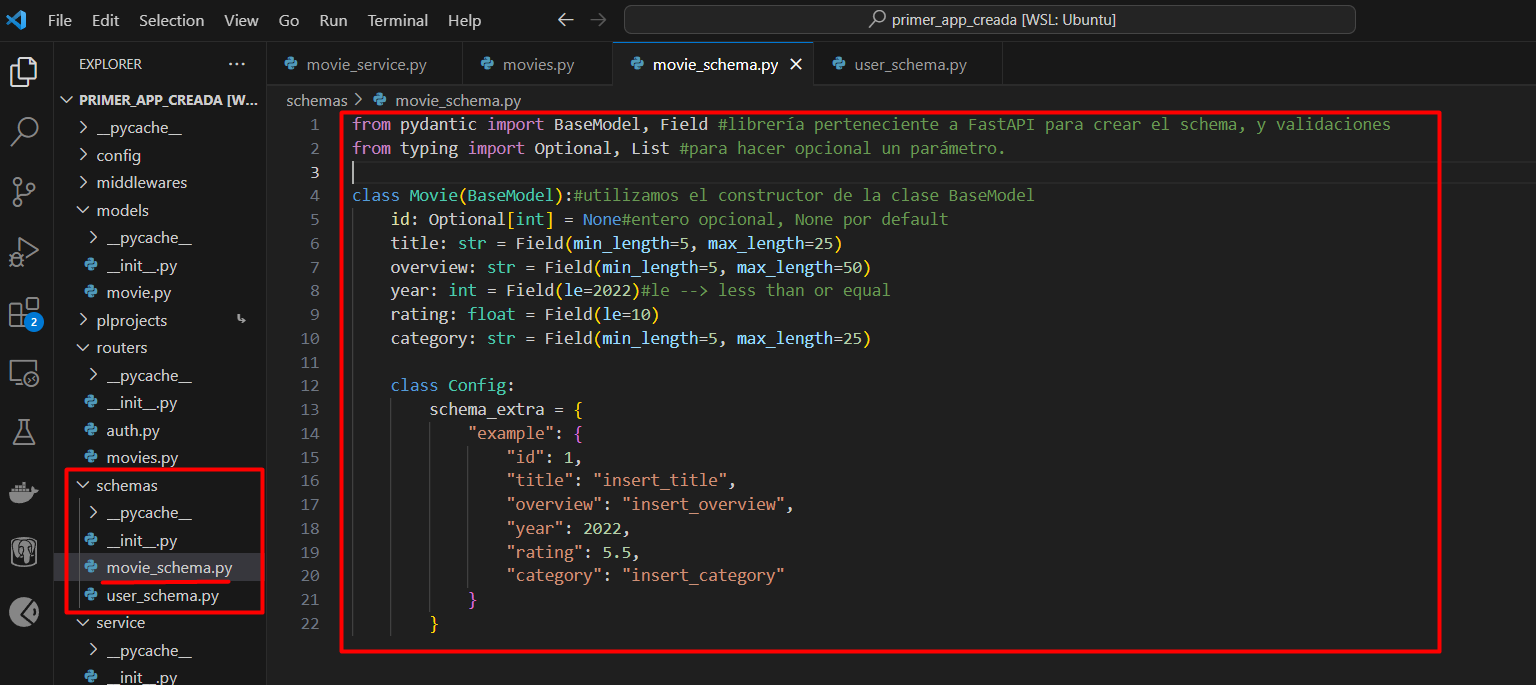 File Edit Selection View Go Run Terminal Help
primer_app_creada [WSL: Ubuntu]
EXPLORER
PRIMER_APP_CREADA [W...
__pycache__
config
middlewares
models
__pycache__
__init__.py
movie.py
plprojects
routers
__pycache__
__init__.py
auth.py
movies.py
schemas
__pycache__
__init__.py
movie_schema.py
user_schema.py
service
__pycache__
__init__.py
2
movie_service.py movies.py movie_schema.py user_schema.py
schemas > movie_schema.py
1 from pydantic import BaseModel, Field #librería perteneciente a FastAPI para crear el schema, y validaciones
2 from typing import Optional, List #para hacer opcional un parámetro.
3
4 class Movie(BaseModel):#utilizamos el constructor de la clase BaseModel
5     id: Optional[int] = None#entero opcional, None por default
6     title: str = Field(min_length=5, max_length=25)
7     overview: str = Field(min_length=5, max_length=50)
8     year: int = Field(le=2022)#le --> less than or equal
9     rating: float = Field(le=10)
10     category: str = Field(min_length=5, max_length=25)
11
12     class Config:
13         schema_extra = {
14             "example": {
15                 "id": 1,
16                 "title": "insert_title",
17                 "overview": "insert_overview",
18                 "year": 2022,
19                 "rating": 5.5,
20                 "category": "insert_category"
21             }
22         }